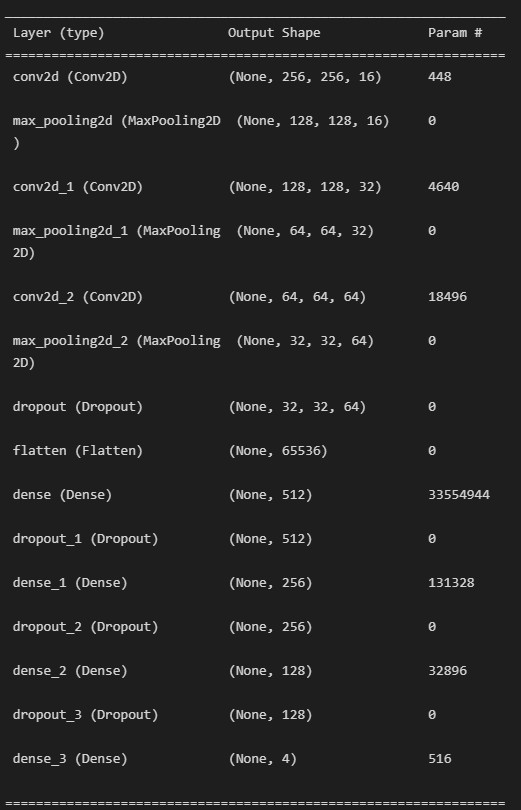 Layer (type) Output Shape Param #
=================================================================
conv2d (Conv2D) (None, 256, 256, 16) 448
max_pooling2d (MaxPooling2D (None, 128, 128, 16) 0
)
conv2d_1 (Conv2D) (None, 128, 128, 32) 4640
max_pooling2d_1 (MaxPooling (None, 64, 64, 32) 0
2D)
conv2d_2 (Conv2D) (None, 64, 64, 64) 18496
max_pooling2d_2 (MaxPooling (None, 32, 32, 64) 0
2D)
dropout (Dropout) (None, 32, 32, 64) 0
flatten (Flatten) (None, 65536) 0
dense (Dense) (None, 512) 33554944
dropout_1 (Dropout) (None, 512) 0
dense_1 (Dense) (None, 256) 131328
dropout_2 (Dropout) (None, 256) 0
dense_2 (Dense) (None, 128) 32896
dropout_3 (Dropout) (None, 128) 0
dense_3 (Dense) (None, 4) 516
=================================================================